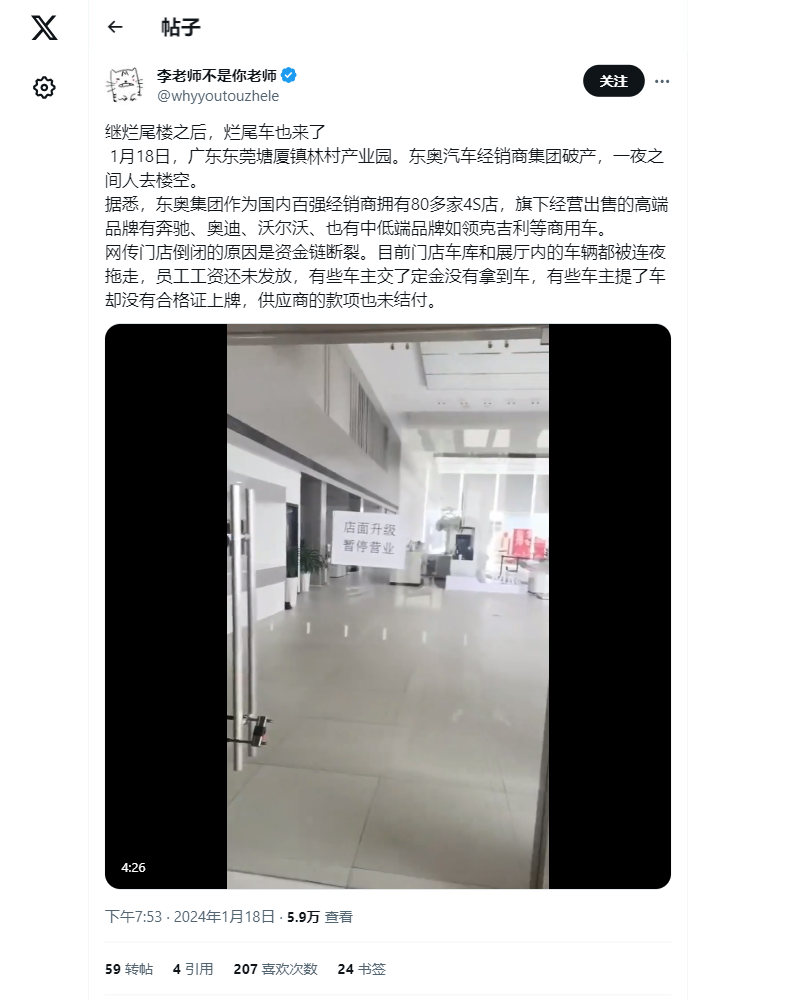 帖子
李老师不是你老师
@whyyoutouzhele
关注
继烂尾楼之后，烂尾车也来了
1月18日，广东东莞塘厦镇林村产业园。东奥汽车经销商集团破产，一夜之
间人去楼空。
据悉，东奥集团作为国内百强经销商拥有80多家4S店，旗下经营出售的高端
品牌有奔驰、奥迪、沃尔沃、也有中低端品牌如领克吉利等商用车。
网传门店倒闭的原因是资金链断裂。目前门店车库和展厅内的车辆都被连夜
拖走，员工工资还未发放，有些车主交了定金没有拿到车，有些车主提了车
却没有合格证上牌，供应商的款项也未结付。
店面升级
暂停营业
4:26
下午7:53 · 2024年1月18日 · 5.9万 查看
59 转帖 4 引用 207 喜欢次数 24 书签